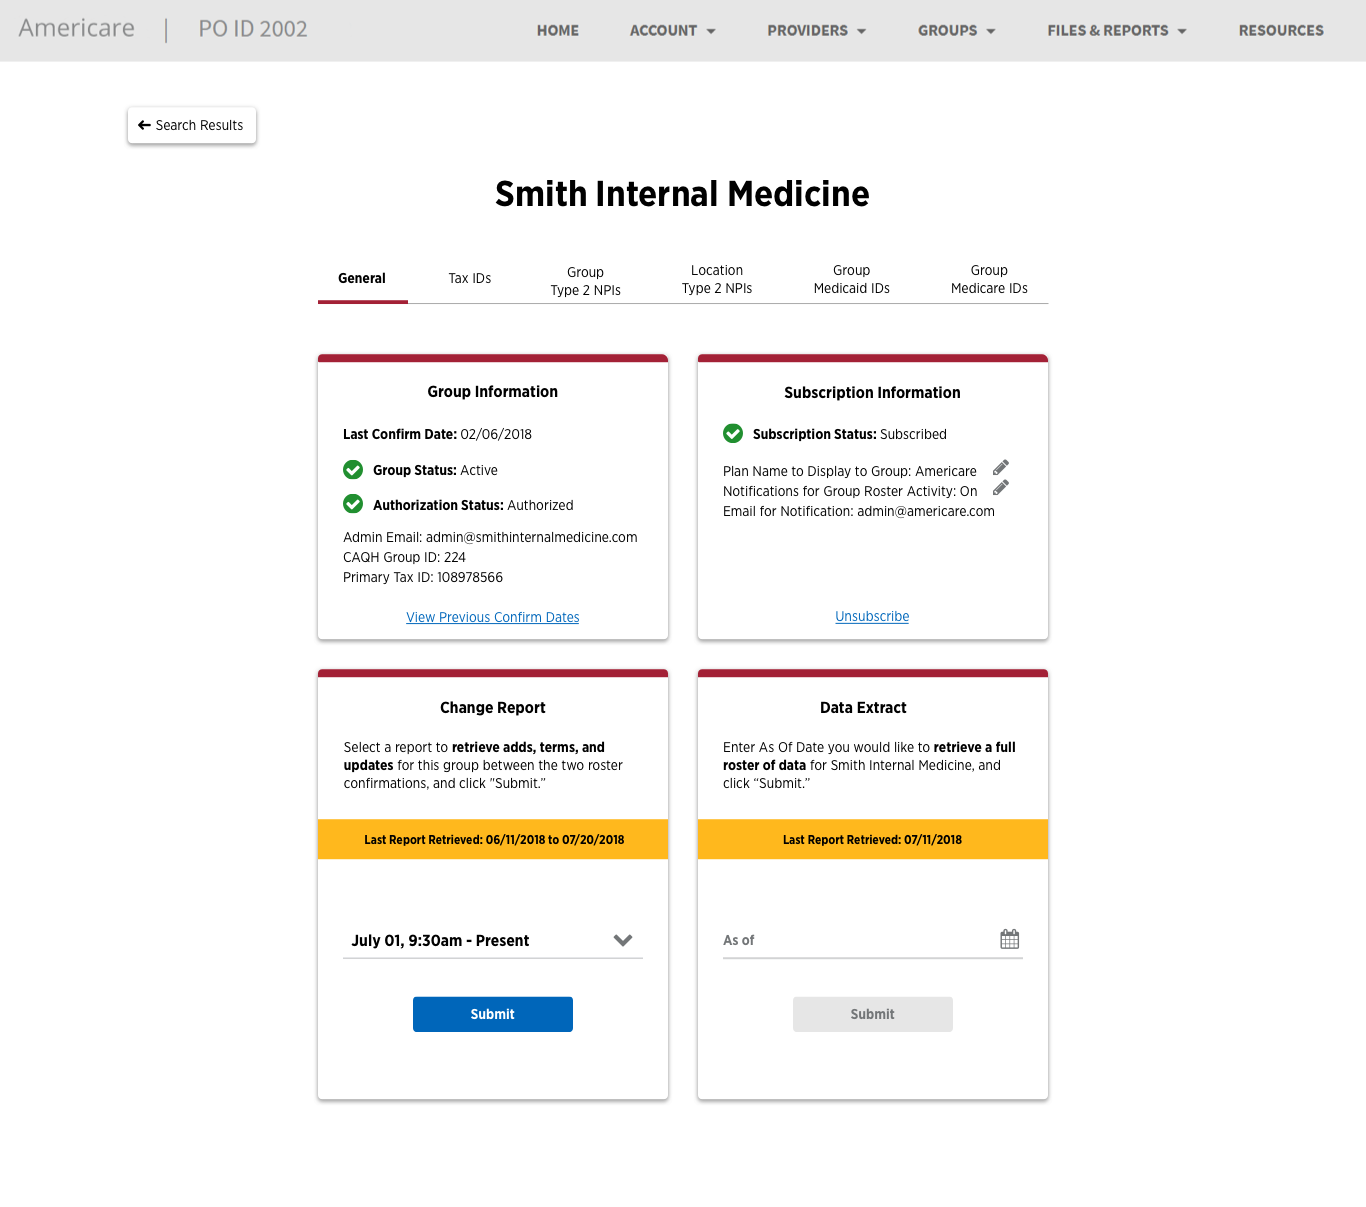 Americare | PO ID 2002 HOME ACCOUNT PROVIDERS GROUPS FILES & REPORTS RESOURCES
Search Results
Smith Internal Medicine
General
Tax IDs
Group
Type 2 NPIs
Location
Type 2 NPIs
Group
Medicaid IDs
Group
Medicare IDs
Group Information
Last Confirm Date: 02/06/2018
Group Status: Active
Authorization Status: Authorized
Admin Email: admin@smithinternalmedicine.com
CAQH Group ID: 224
Primary Tax ID: 108978566
View Previous Confirm Dates
Subscription Information
Subscription Status: Subscribed
Plan Name to Display to Group: Americare
Notifications for Group Roster Activity: On
Email for Notification: admin@americare.com
Unsubscribe
Change Report
Select a report to retrieve adds, terms, and
updates for this group between the two roster
confirmations, and click "Submit.”
Last Report Retrieved: 06/11/2018 to 07/20/2018
July 01, 9:30am - Present
Submit
Data Extract
Enter As Of Date you would like to retrieve a full
roster of data for Smith Internal Medicine, and
click “Submit.”
Last Report Retrieved: 07/11/2018
As of
Submit